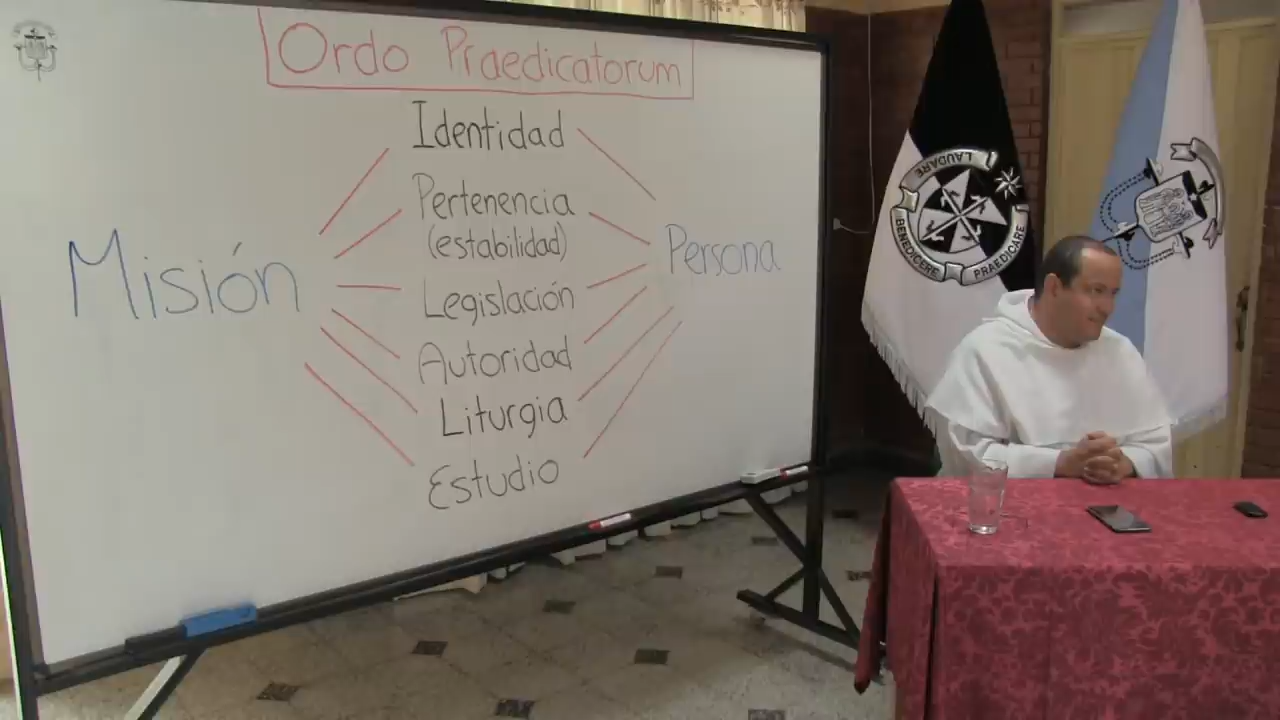 Ordo Praedicatorum
Identidad
Pertenencia
(estabilidad)
Misión
Persona
Legislación
Autoridad
Liturgia
Estudio
LAUDARE
BENEDICERE
PRAEDICARE